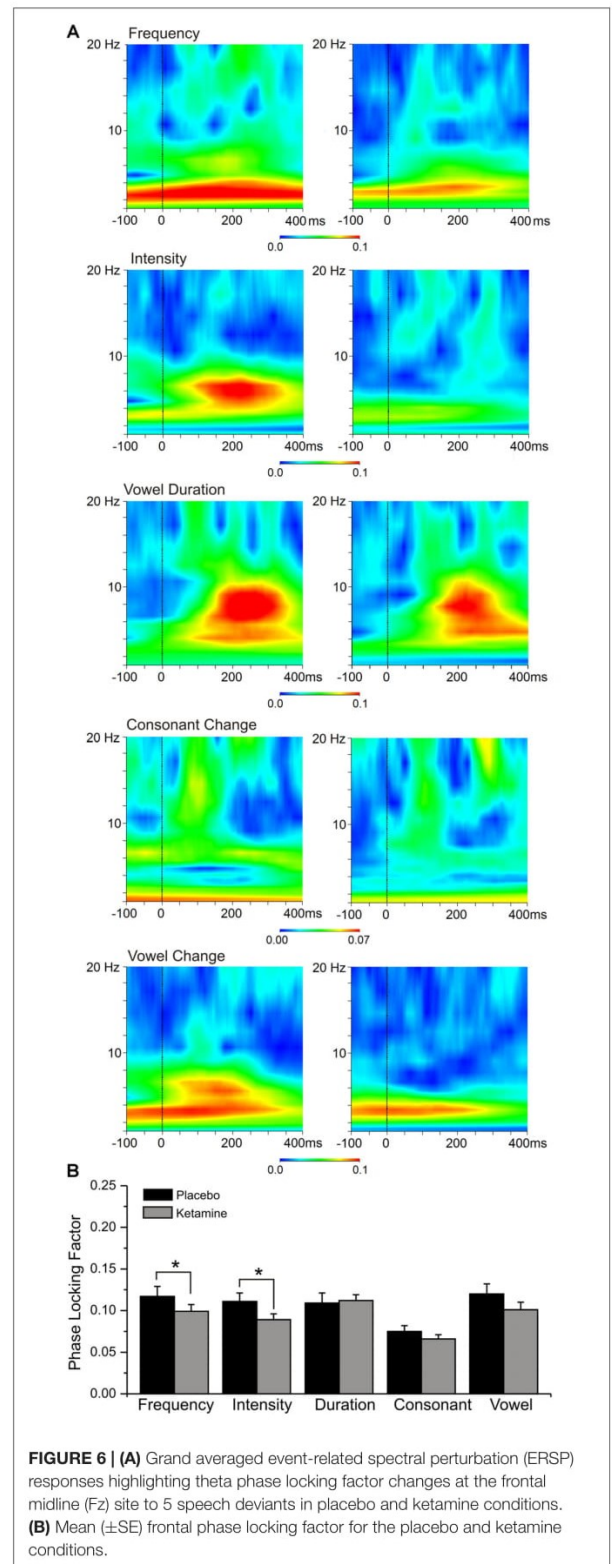 A
Frequency
20 Hz 20 Hz
10 10
-100 0 200 400 ms -100 0 200 400 ms
0.0 0.1
Intensity
20 Hz 20 Hz
10 10
-100 0 200 400ms -100 0 200 400ms
0.0 0.1
Vowel Duration
20 Hz 20 Hz
10 10
-100 0 200 400ms -100 0 200 400ms
0.0 0.1
Consonant Change
20 Hz 20 Hz
10 10
-100 0 200 400ms -100 0 200 400ms
0.00 0.07
Vowel Change
20 Hz 20 Hz
10 10
-100 0 200 400ms -100 0 200 400ms
0.0 0.1
B
0.25
Placebo
Ketamine
0.20
0.15
0.10
0.05
0.00
Phase Locking Factor
* *
Frequency Intensity Duration Consonant Vowel
FIGURE 6 | (A) Grand averaged event-related spectral perturbation (ERSP)
responses highlighting theta phase locking factor changes at the frontal
midline (Fz) site to 5 speech deviants in placebo and ketamine conditions.
(B) Mean (±SE) frontal phase locking factor for the placebo and ketamine
conditions.